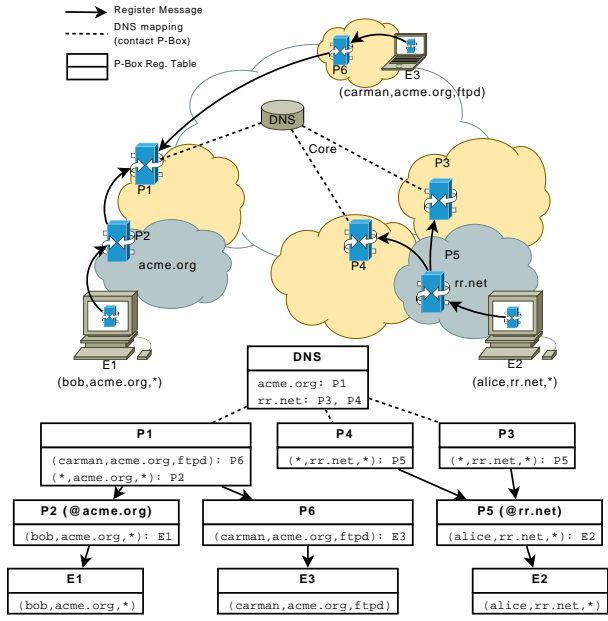 Register Message
DNS mapping
(contact P-Box)
P-Box Reg. Table
P6
E3
(carman,acme.org,ftpd)
DNS
Core
P3
P1
P2
P5
P4
acme.org
rr.net
E1
(bob,acme.org,*)
E2
(alice,rr.net,*)
DNS
acme.org: P1
rr.net: P3, P4
P1
(carman,acme.org,ftpd): P6
(*,acme.org,*): P2
P4
(*,rr.net,*): P5
P3
(*,rr.net,*): P5
P2 (@acme.org)
(bob,acme.org,*): E1
P6
(carman,acme.org,ftpd): E3
P5 (@rr.net)
(alice,rr.net,*): E2
E1
(bob,acme.org,*)
E3
(carman,acme.org,ftpd)
E2
(alice,rr.net,*)